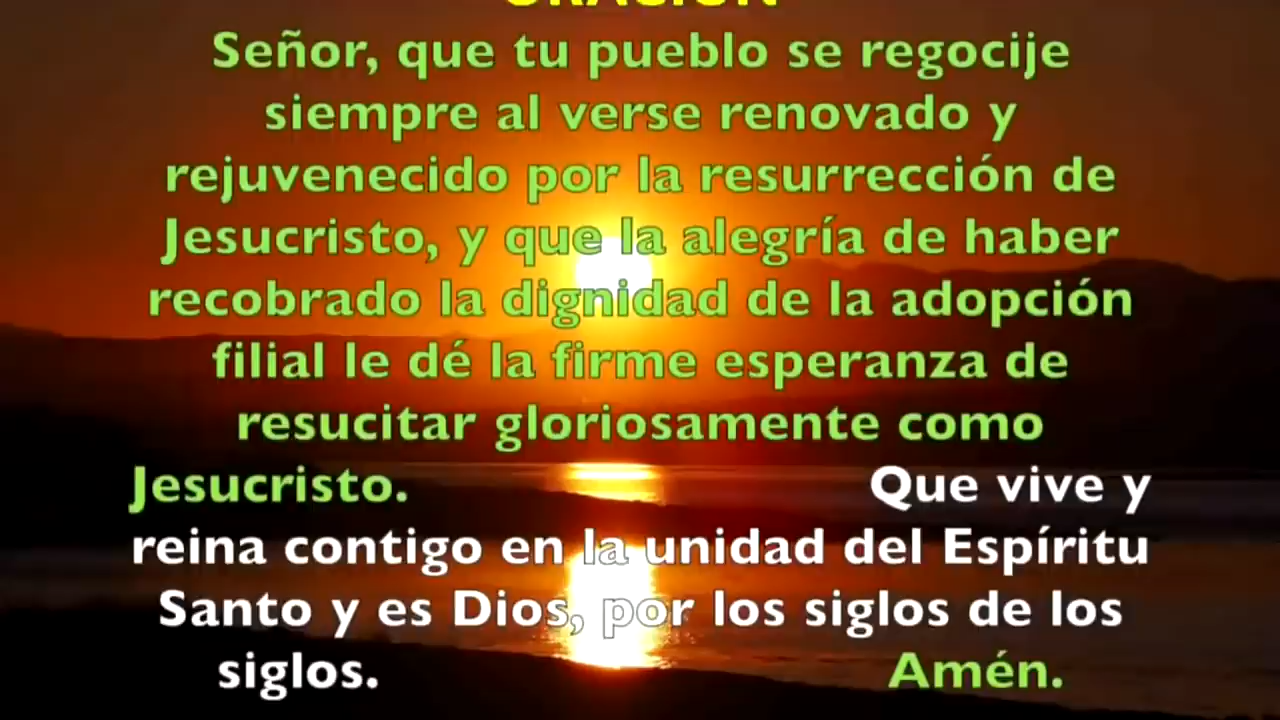 ORACIÓN
Señor, que tu pueblo se regocije
siempre al verse renovado y
rejuvenecido por la resurrección de
Jesucristo, y que la alegría de haber
recobrado la dignidad de la adopción
filial le dé la firme esperanza de
resucitar gloriosamente como
Jesucristo. Que vive y
reina contigo en la unidad del Espíritu
Santo y es Dios, por los siglos de los
siglos. Amén.